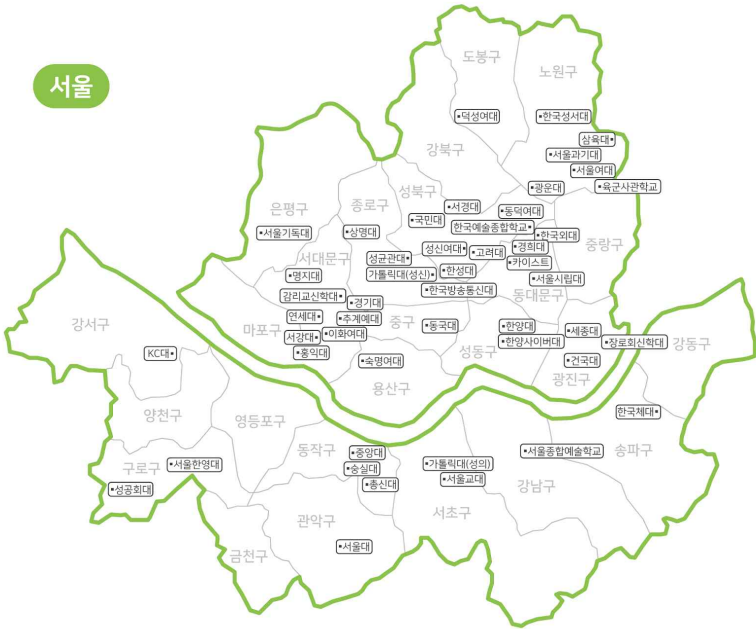 서울
도봉구
노원구
•덕성여대
•한국성서대
삼육대•
강북구
•서울과기대
•서울여대
•광운대
•육군사관학교
은평구
종로구
성북구
•서경대
•동덕여대
•국민대
한국예술종합학교•
•서울기독대
•상명대
•한국외대
중랑구
서대문구
성균관대•
성신여대•
•고려대
•경희대
•카이스트
•명지대
가톨릭대(성신)•
•한성대
•서울시립대
감리교신학대•
•경기대
•한국방송통신대
동대문구
강서구
마포구
연세대•
•추계예대
중구
•동국대
•한양대
•세종대
서강대•
•이화여대
•한양사이버대
•장로회신학대
강동구
•홍익대
•숙명여대
성동구
•건국대
KC대•
용산구
광진구
양천구
영등포구
한국체대•
동작구
•중앙대
•서울종합예술학교
송파구
구로구
•서울한영대
•숭실대
•가톨릭대(성의)
•성공회대
•총신대
•서울교대
강남구
관악구
서초구
금천구
•서울대